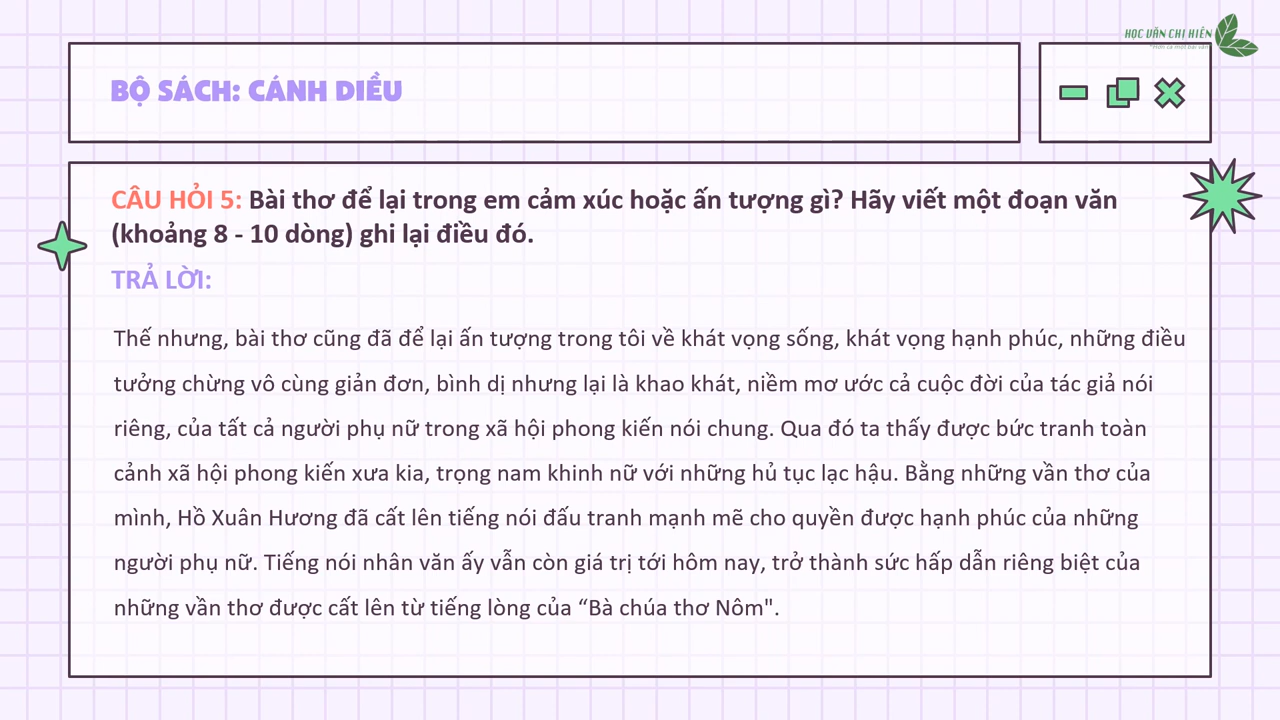 HỌC VĂN CHỊ HIÊN
"Hơn cả một bài văn"
BỘ SÁCH: CÁNH DIỀU
CÂU HỎI 5: Bài thơ để lại trong em cảm xúc hoặc ấn tượng gì? Hãy viết một đoạn văn
(khoảng 8 - 10 dòng) ghi lại điều đó.
TRẢ LỜI:
Thế nhưng, bài thơ cũng đã để lại ấn tượng trong tôi về khát vọng sống, khát vọng hạnh phúc, những điều
tưởng chừng vô cùng giản đơn, bình dị nhưng lại là khao khát, niềm mơ ước cả cuộc đời của tác giả nói
riêng, của tất cả người phụ nữ trong xã hội phong kiến nói chung. Qua đó ta thấy được bức tranh toàn
cảnh xã hội phong kiến xưa kia, trọng nam khinh nữ với những hủ tục lạc hậu. Bằng những vần thơ của
mình, Hồ Xuân Hương đã cất lên tiếng nói đấu tranh mạnh mẽ cho quyền được hạnh phúc của những
người phụ nữ. Tiếng nói nhân văn ấy vẫn còn giá trị tới hôm nay, trở thành sức hấp dẫn riêng biệt của
những vần thơ được cất lên từ tiếng lòng của “Bà chúa thơ Nôm".